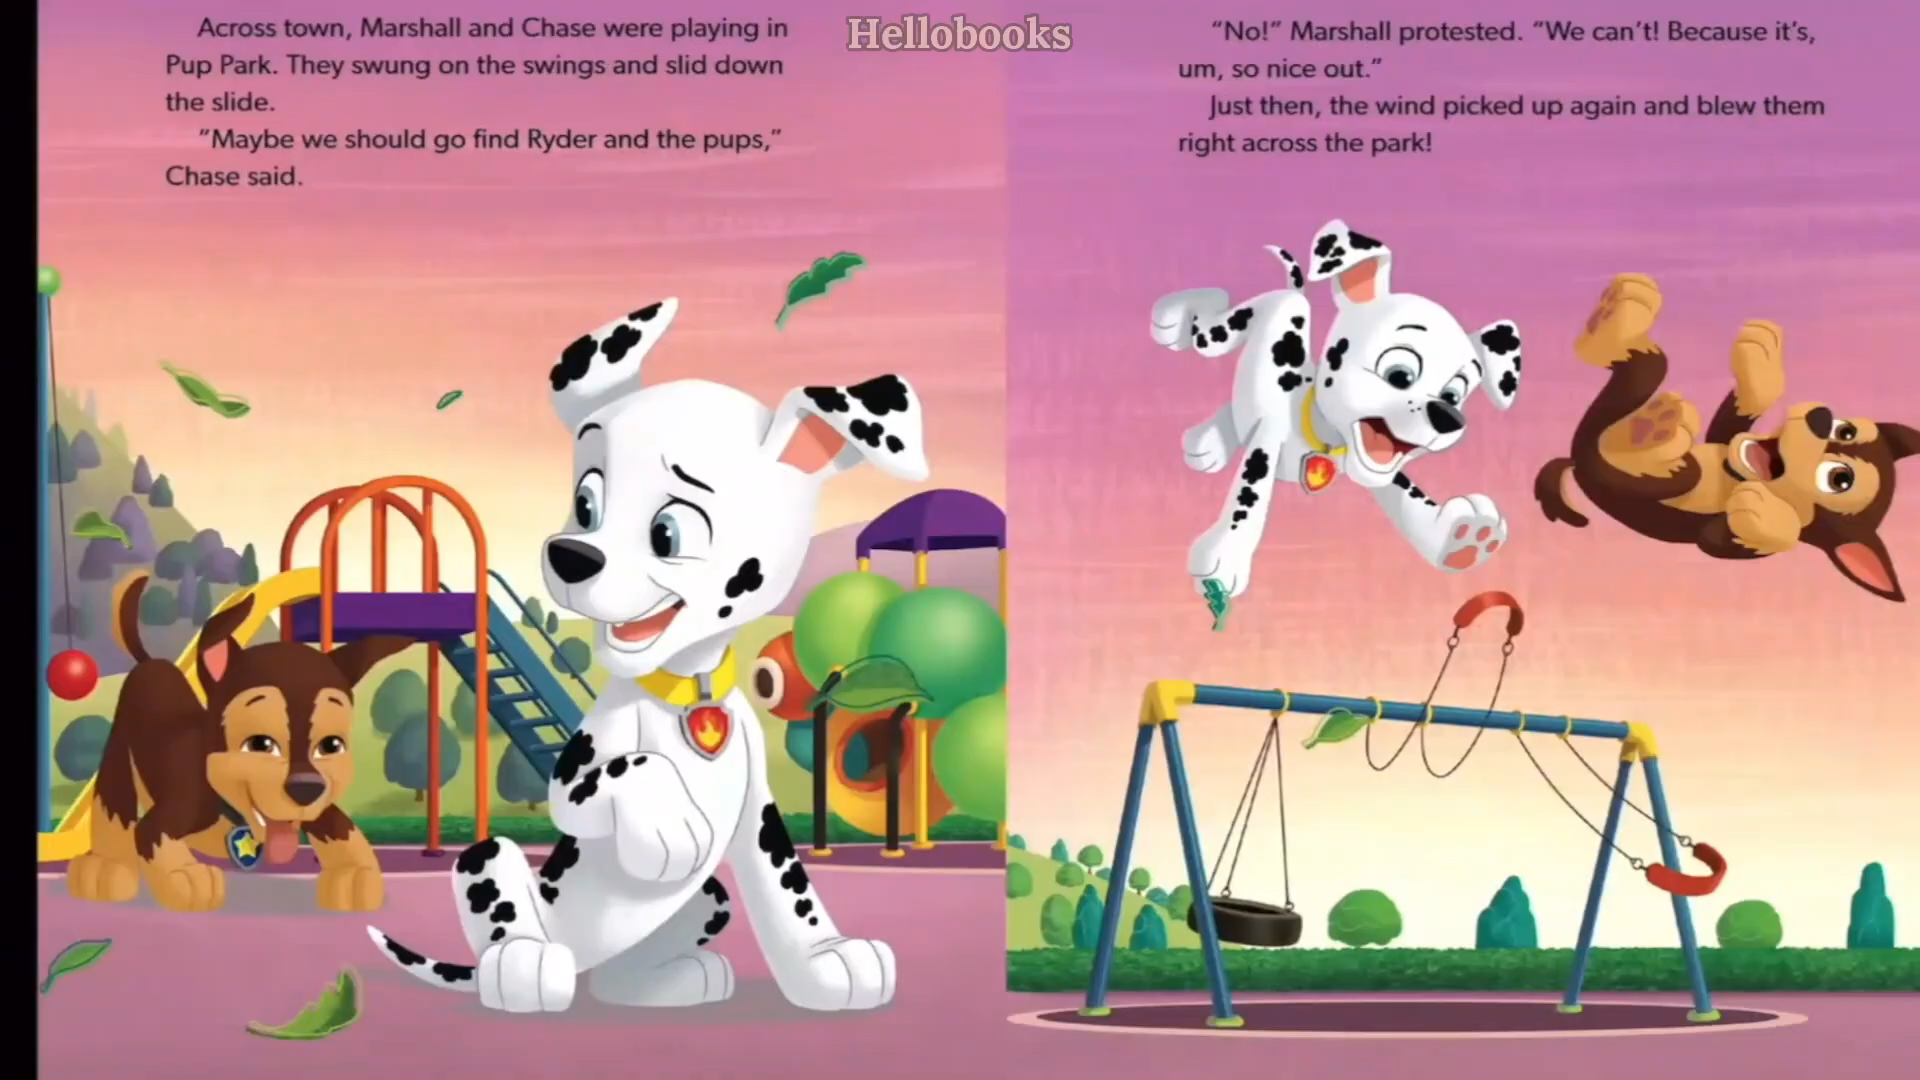 Across town, Marshall and Chase were playing in
Pup Park. They swung on the swings and slid down
the slide.
“Maybe we should go find Ryder and the pups,”
Chase said.
Hellobooks
“No!” Marshall protested. “We can’t! Because it’s,
um, so nice out.”
Just then, the wind picked up again and blew them
right across the park!